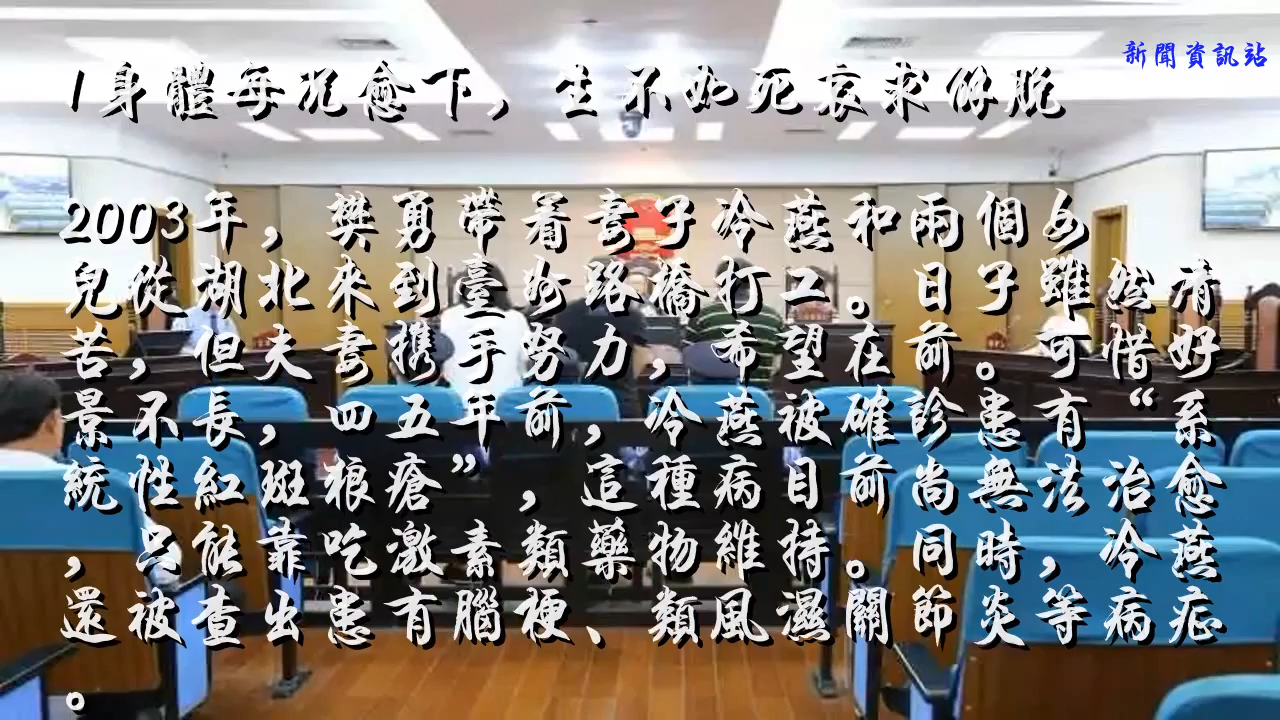 新聞資訊站
1身體每況愈下，生不如死哀求解脫
2003年，樊勇帶着妻子冷燕和兩個女
兒從湖北來到臺州路橋打工。日子雖然清
苦，但夫妻携手努力，希望在前。可惜好
景不長，四五年前，冷燕被確診患有“系
統性紅斑狼瘡”，這種病目前尚無法治愈
，只能靠吃激素類藥物維持。同時，冷燕
還被查出患有腦梗、類風濕關節炎等病症
。